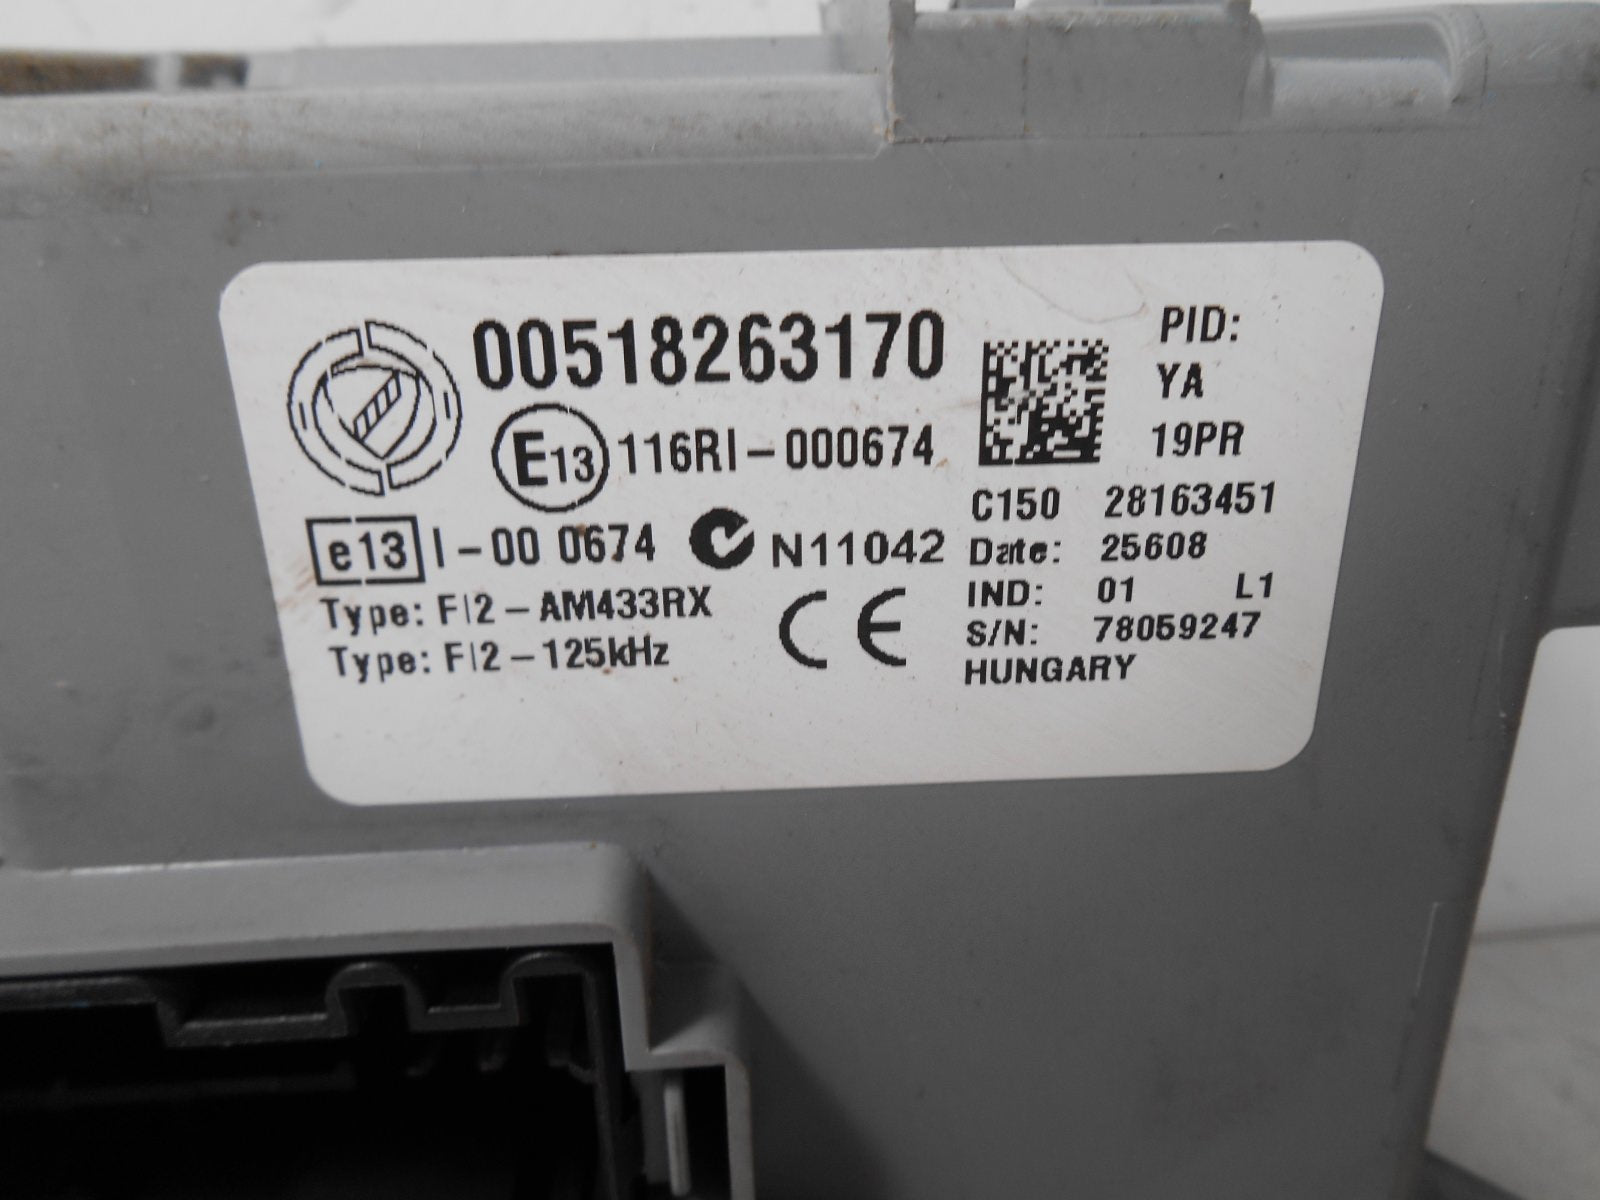 00518263170
E13 116RI-000674
e13 I-00 0674 N11042
Type: FI2-AM433RX
Type: FI2-125kHz
CE
PID:
YA
19PR
C150 28163451
Date: 25608
IND: 01 L1
S/N: 78059247
HUNGARY